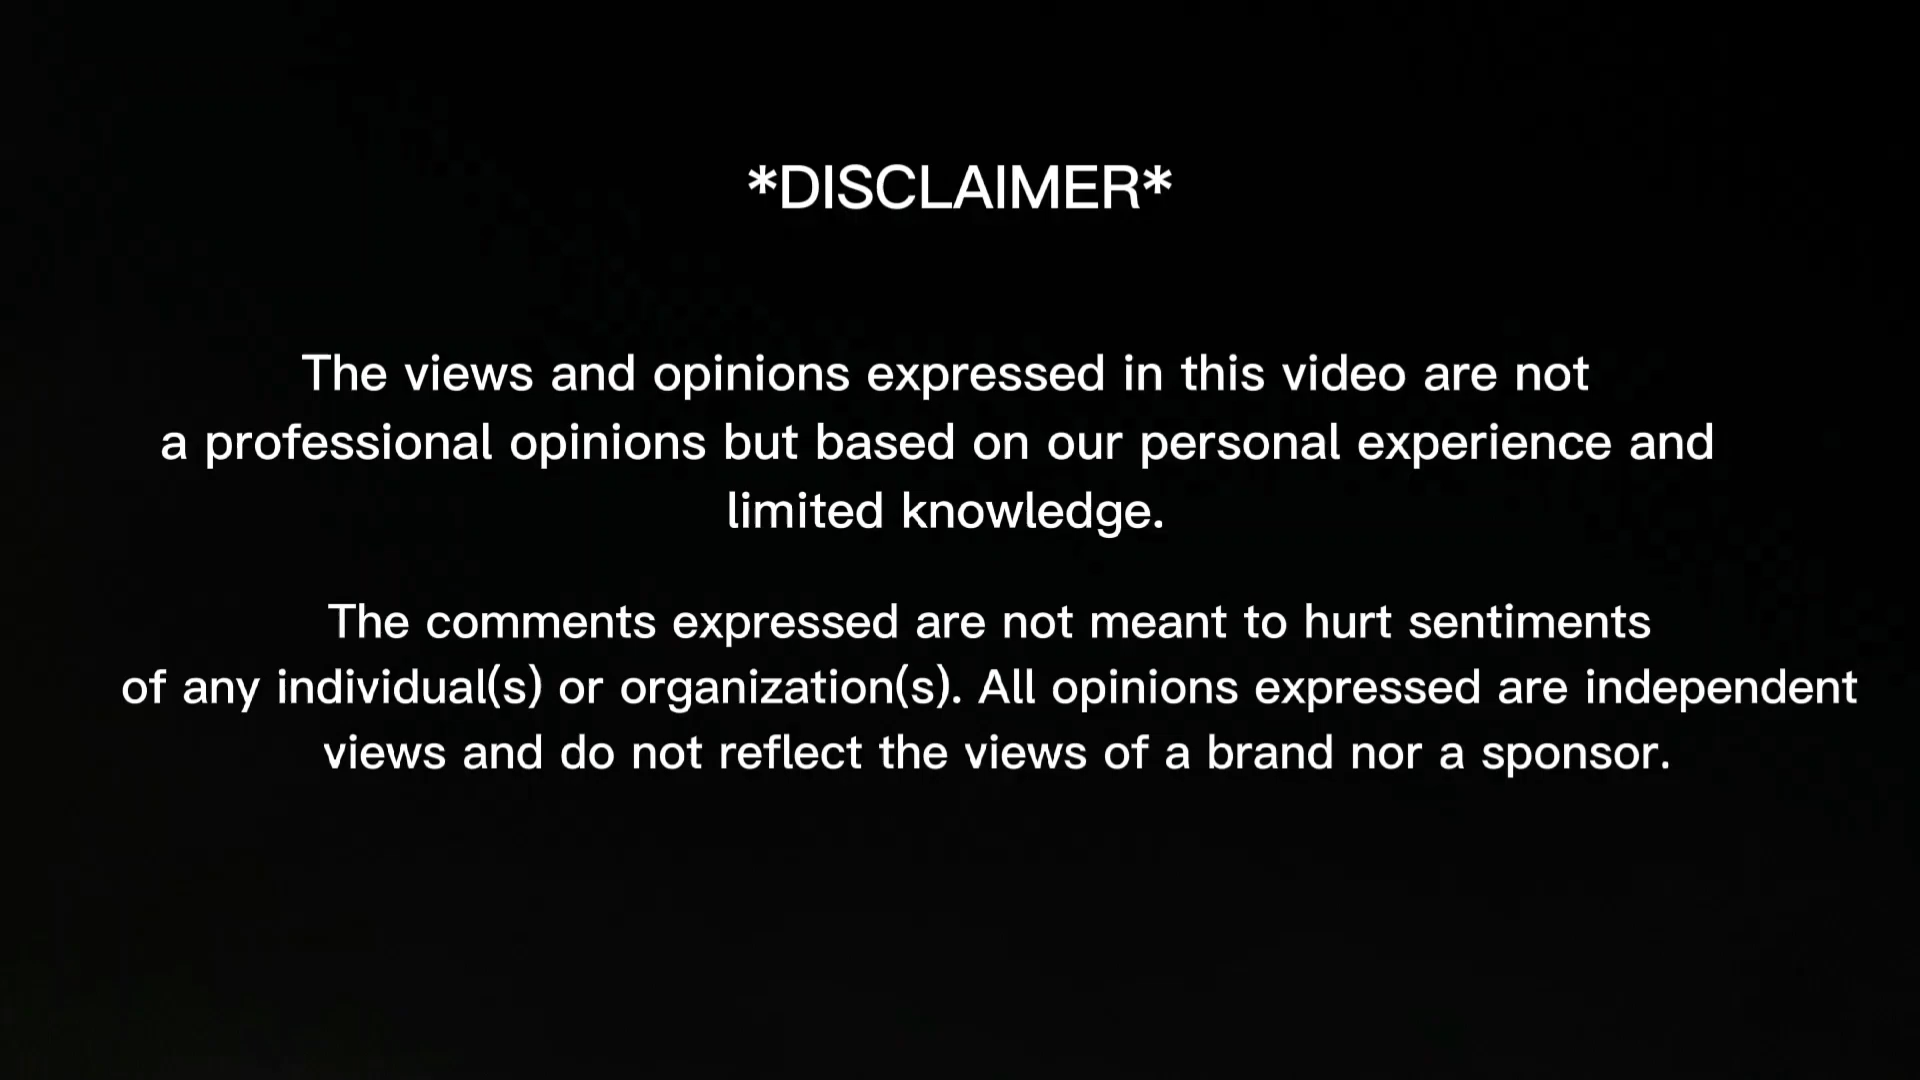 *DISCLAIMER*
The views and opinions expressed in this video are not
a professional opinions but based on our personal experience and
limited knowledge.
The comments expressed are not meant to hurt sentiments
of any individual(s) or organization(s). All opinions expressed are independent
views and do not reflect the views of a brand nor a sponsor.